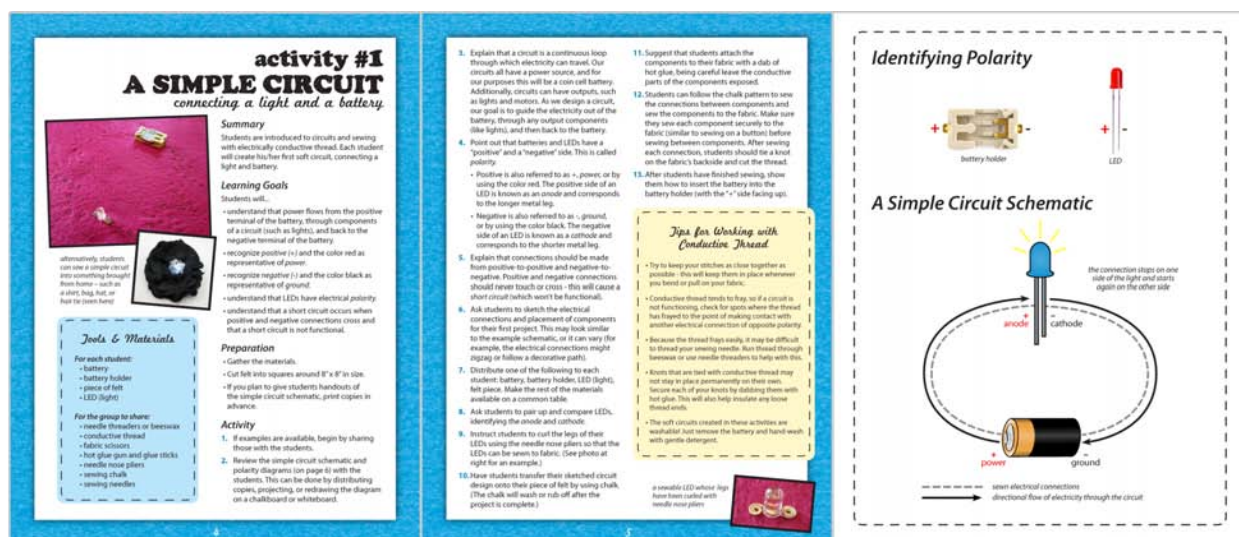 activity #1
A SIMPLE CIRCUIT
connecting a light and a battery
Summary
Students are introduced to circuits and sewing
with electrically conductive thread. Each student
will create his/her first soft circuit, connecting a
light and battery.
Learning Goals
Students will...
• understand that power flows from the positive
terminal of the battery, through components
of a circuit (such as lights), and back to the
negative terminal of the battery.
• recognize positive (+) and the color red as
representative of power.
• recognize negative (-) and the color black as
representative of ground.
• understand that LEDs have electrical polarity.
• understand that a short circuit occurs when
positive and negative connections cross and
that a short circuit is not functional.
Preparation
• Gather the materials.
• Cut felt into squares around 8" x 8" in size.
• If you plan to give students handouts of
the simple circuit schematic, print copies in
advance.
Activity
1. If examples are available, begin by sharing
those with the students.
2. Review the simple circuit schematic and
polarity diagrams (on page 6) with the
students. This can be done by distributing
copies, projecting, or redrawing the diagram
on a chalkboard or whiteboard.
alternatively, students
can sew a simple circuit
into something brought
from home – such as
a shirt, bag, hat, or
hair tie (seen here)
Tools & Materials
For each student:
• battery
• battery holder
• piece of felt
• LED (light)
For the group to share:
• needle threaders or beeswax
• conductive thread
• fabric scissors
• hot glue gun and glue sticks
• needle nose pliers
• sewing chalk
• sewing needles
4
3. Explain that a circuit is a continuous loop
through which electricity can travel. Our
circuits all have a power source, and for
our purposes this will be a coin cell battery.
Additionally, circuits can have outputs, such
as lights and motors. As we design a circuit,
our goal is to guide the electricity out of the
battery, through any output components
(like lights), and then back to the battery.
4. Point out that batteries and LEDs have a
"positive" and a "negative" side. This is called
polarity.
• Positive is also referred to as +, power, or by
using the color red. The positive side of an
LED is known as an anode and corresponds
to the longer metal leg.
• Negative is also referred to as -, ground,
or by using the color black. The negative
side of an LED is known as a cathode and
corresponds to the shorter metal leg.
5. Explain that connections should be made
from positive-to-positive and negative-to-
negative. Positive and negative connections
should never touch or cross - this will cause a
short circuit (which won't be functional).
6. Ask students to sketch the electrical
connections and placement of components
for their first project. This may look similar
to the example schematic, or it can vary (for
example, the electrical connections might
zigzag or follow a decorative path).
7. Distribute one of the following to each
student: battery, battery holder, LED (light),
felt piece. Make the rest of the materials
available on a common table.
8. Ask students to pair up and compare LEDs,
identifying the anode and cathode.
9. Instruct students to curl the legs of their
LEDs using the needle nose pliers so that the
LEDs can be sewn to fabric. (See photo at
right for an example.)
10. Have students transfer their sketched circuit
design onto their piece of felt by using chalk.
(The chalk will wash or rub off after the
project is complete.)
11. Suggest that students attach the
components to their fabric with a dab of
hot glue, being careful leave the conductive
parts of the components exposed.
12. Students can follow the chalk pattern to sew
the connections between components and
sew the components to the fabric. Make sure
they sew each component securely to the
fabric (similar to sewing on a button) before
sewing between components. After sewing
each connection, students should tie a knot
on the fabric's backside and cut the thread.
13. After students have finished sewing, show
them how to insert the battery into the
battery holder (with the "+" side facing up).
Tips for Working with
Conductive Thread
• Try to keep your stitches as close together as
possible - this will keep them in place whenever
you bend or pull on your fabric.
• Conductive thread tends to fray, so if a circuit is
not functioning, check for spots where the thread
has frayed to the point of making contact with
another electrical connection of opposite polarity
• Because the thread frays easily, it may be difficult
to thread your sewing needle. Run thread through
beeswax or use needle threaders to help with this.
• Knots that are tied with conductive thread may
not stay in place permanently on their own.
Secure each of your knots by dabbing them with
hot glue. This will also help insulate any loose
thread ends.
• The soft circuits created in these activities are
washable! Just remove the battery and hand-wash
with gentle detergent.
a sewable LED whose legs
have been curled with
needle nose pliers
5
Identifying Polarity
+ -
battery holder
+ -
LED
A Simple Circuit Schematic
the connection stops on one
side of the light and starts
again on the other side
+ -
anode cathode
+ -
power ground
sewn electrical connections
directional flow of electricity through the circuit